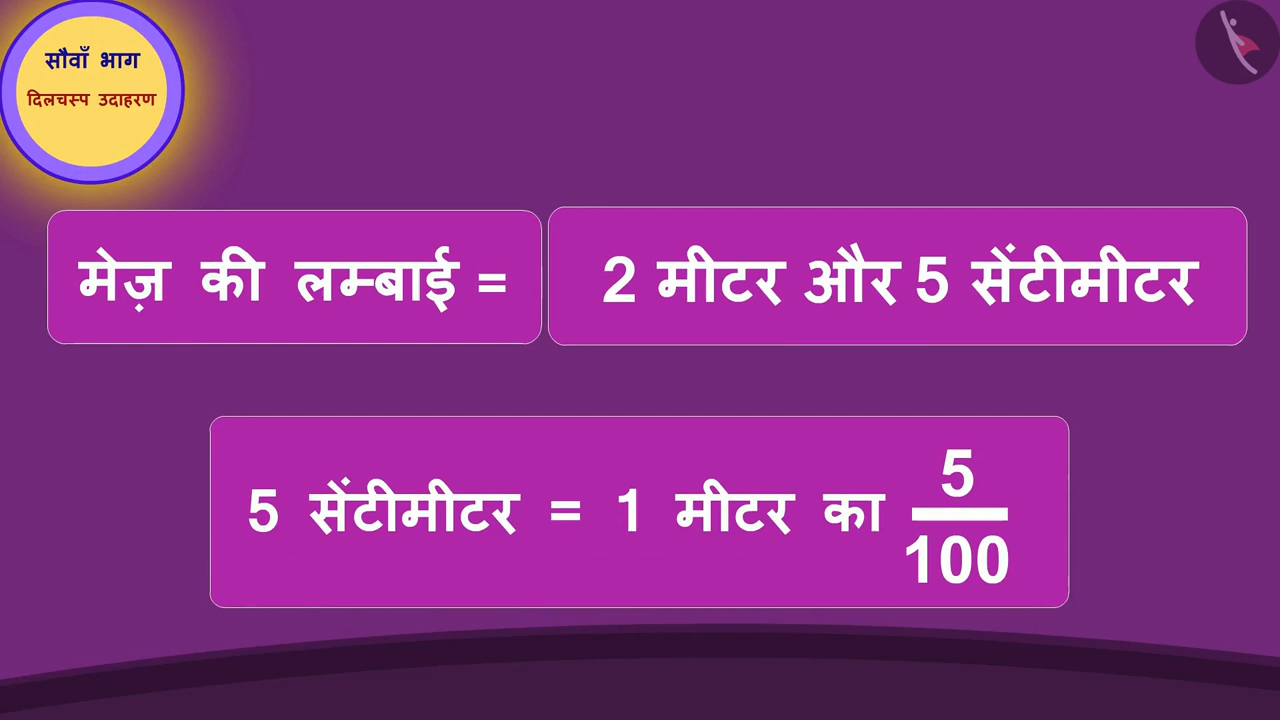 सौवाँ भाग
दिलचस्प उदाहरण
मेज़ की लम्बाई = 2 मीटर और 5 सेंटीमीटर
5 सेंटीमीटर = 1 मीटर का 5/100